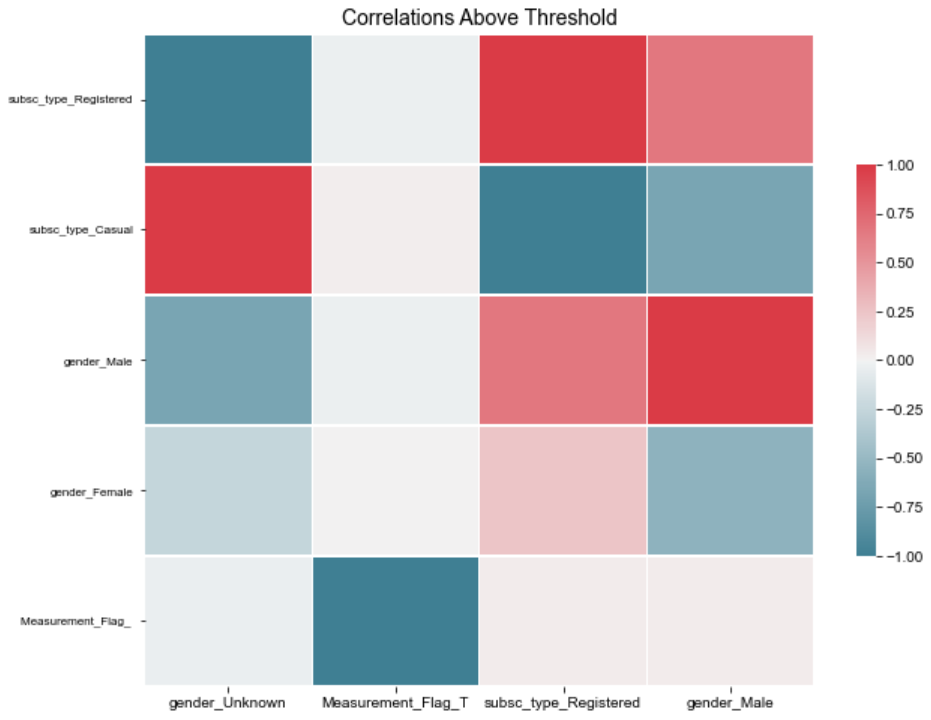 Correlations Above Threshold
subsc_type_Registered
subsc_type_Casual
gender_Male
gender_Female
Measurement_Flag_
gender_Unknown
Measurement_Flag_T
subsc_type_Registered
gender_Male
1.00
0.75
0.50
0.25
0.00
−0.25
−0.50
−0.75
−1.00